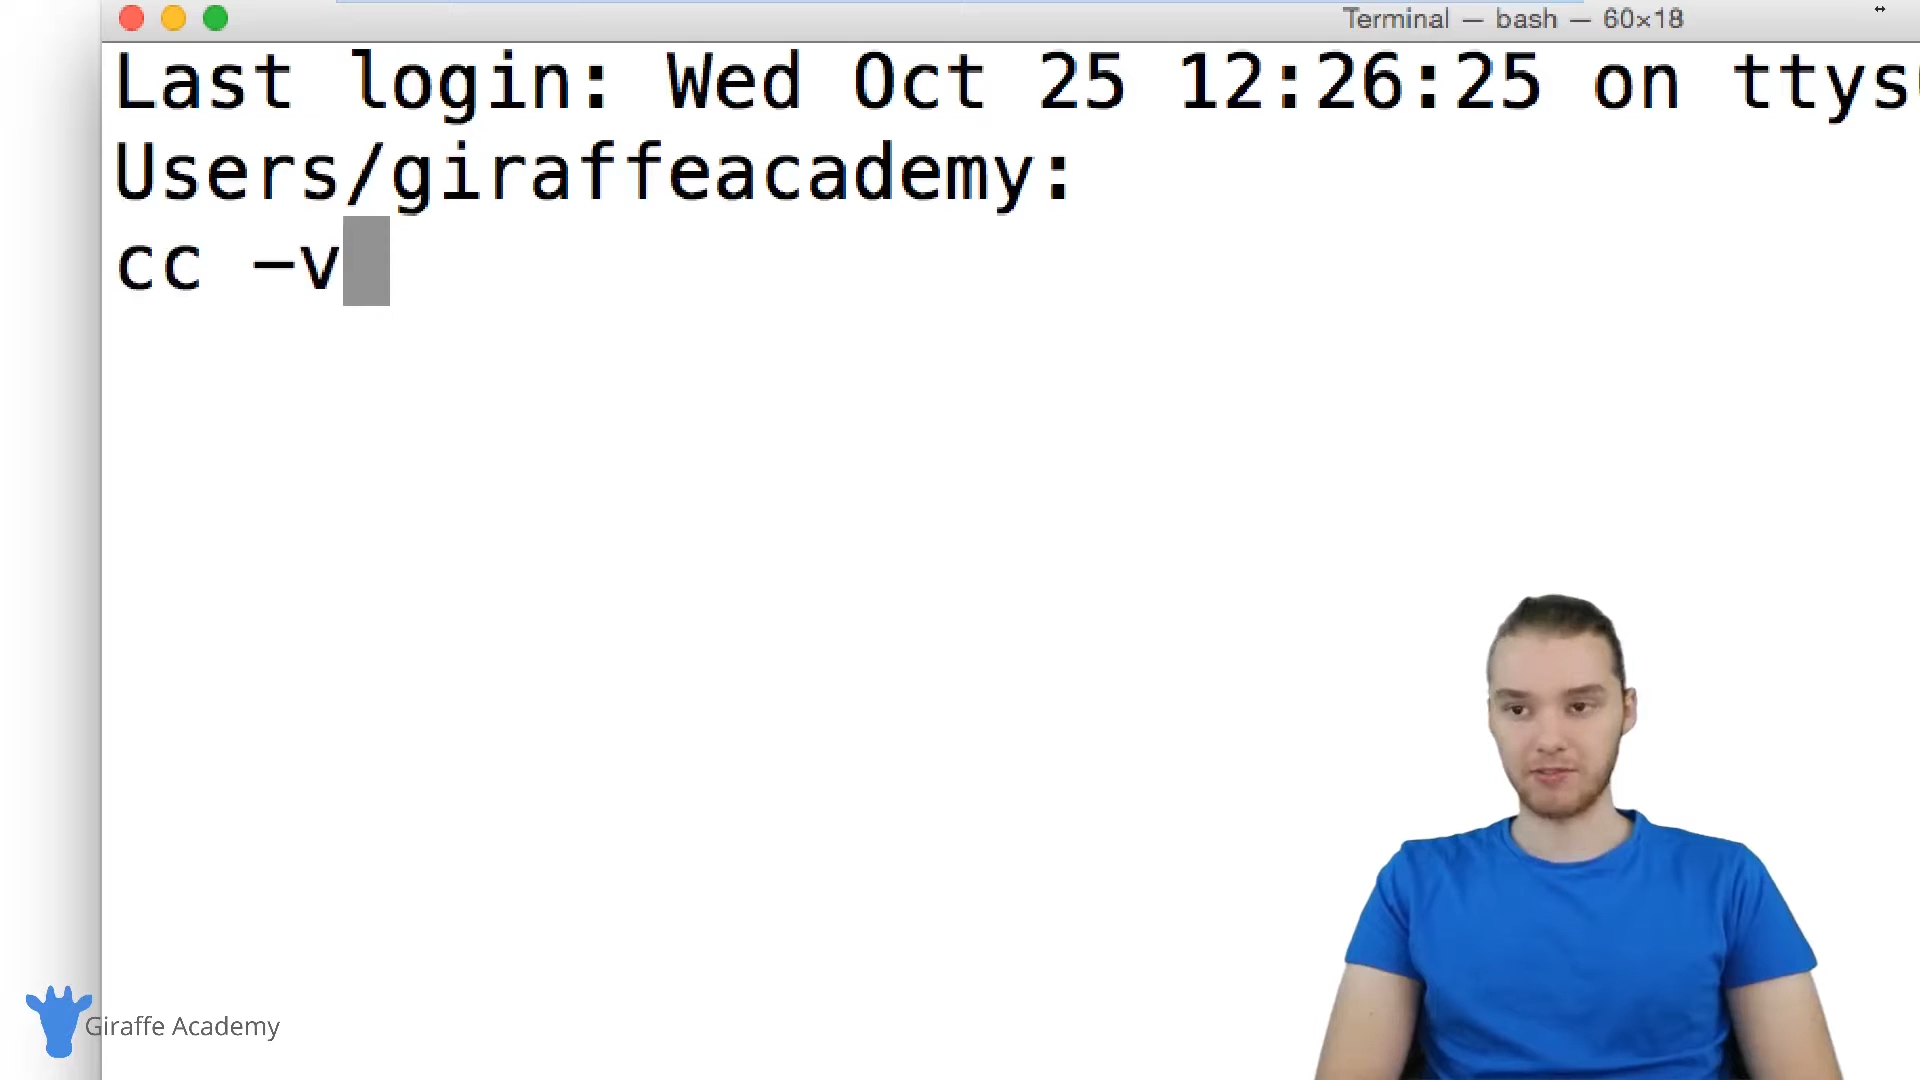 Terminal — bash — 60×18
Last login: Wed Oct 25 12:26:25 on ttys
Users/giraffeacademy:
cc -v
Giraffe Academy